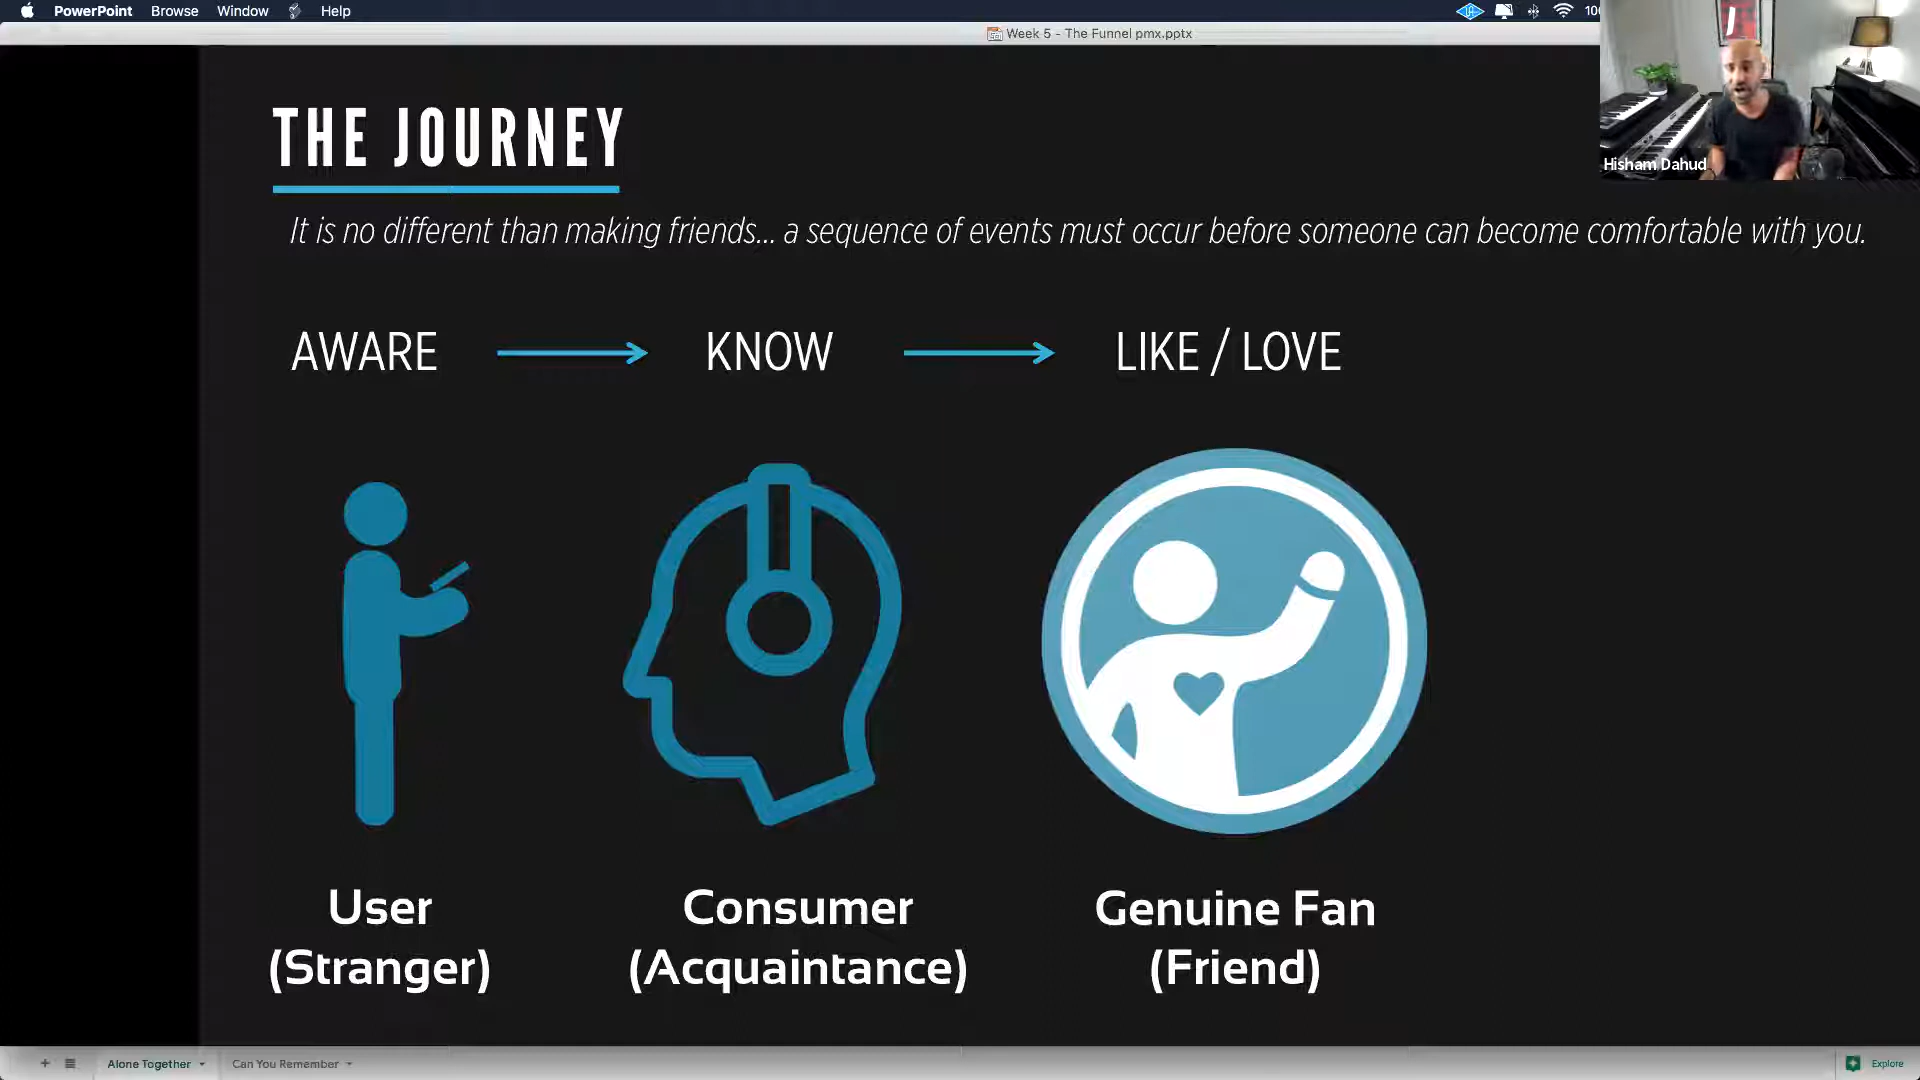 PowerPoint Browse Window Help
Week 5 - The Funnel pmx.pptx
Hisham Dahud
THE JOURNEY
It is no different than making friends... a sequence of events must occur before someone can become comfortable with you.
AWARE KNOW LIKE / LOVE
User Consumer Genuine Fan
(Stranger) (Acquaintance) (Friend)
Alone Together Can You Remember Explore